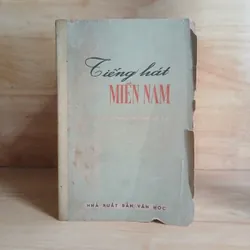 Tiếng hát
MIỀN NAM
NHÀ XUẤT BẢN VĂN HỌC